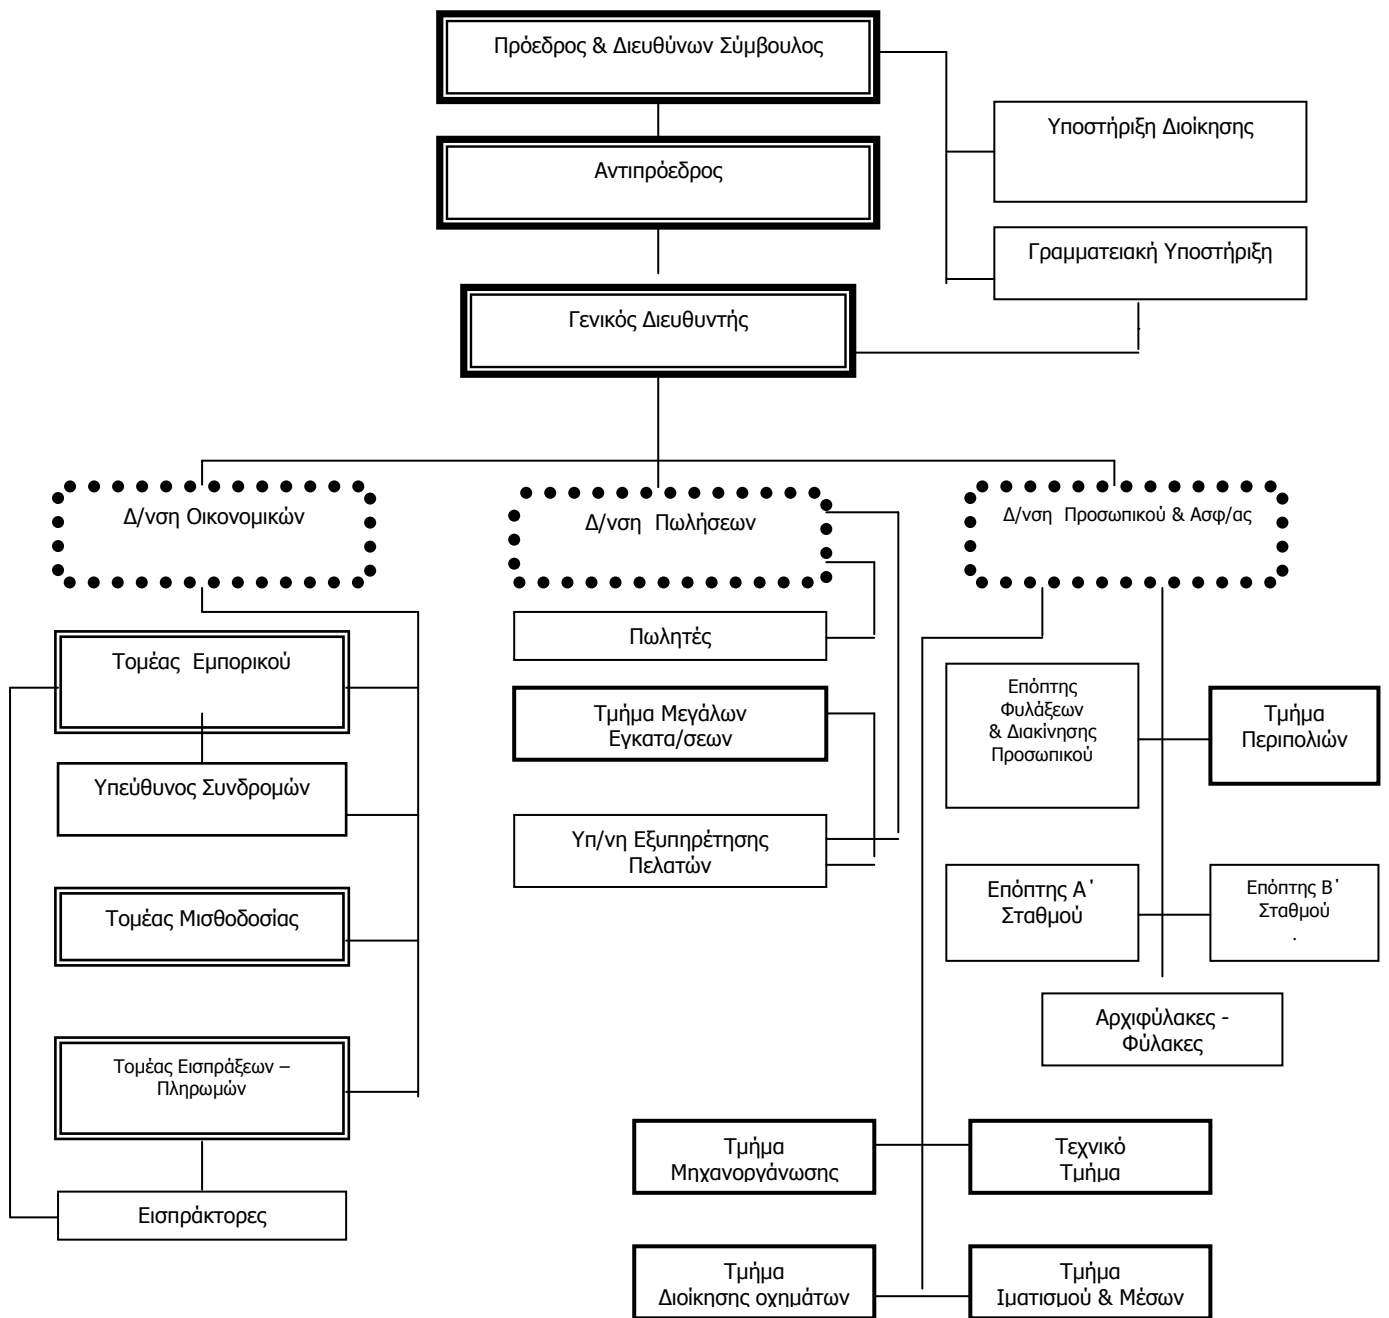 Πρόεδρος & Διευθύνων Σύμβουλος
Υποστήριξη Διοίκησης
Αντιπρόεδρος
Γραμματειακή Υποστήριξη
Γενικός Διευθυντής
Δ/νση Οικονομικών
Δ/νση Πωλήσεων
Δ/νση Προσωπικού & Ασφ/ας
Τομέας Εμπορικού
Υπεύθυνος Συνδρομών
Τομέας Μισθοδοσίας
Τομέας Εισπράξεων –
Πληρωμών
Εισπράκτορες
Πωλητές
Τμήμα Μεγάλων
Εγκατα/σεων
Υπ/νη Εξυπηρέτησης
Πελατών
Επόπτης
Φυλάξεων
& Διακίνησης
Προσωπικού
Τμήμα
Περιπολιών
Επόπτης Α΄
Σταθμού
Επόπτης Β΄
Σταθμού
.
Αρχιφύλακες -
Φύλακες
Τμήμα
Μηχανοργάνωσης
Τεχνικό
Τμήμα
Τμήμα
Διοίκησης οχημάτων
Τμήμα
Ιματισμού & Μέσων